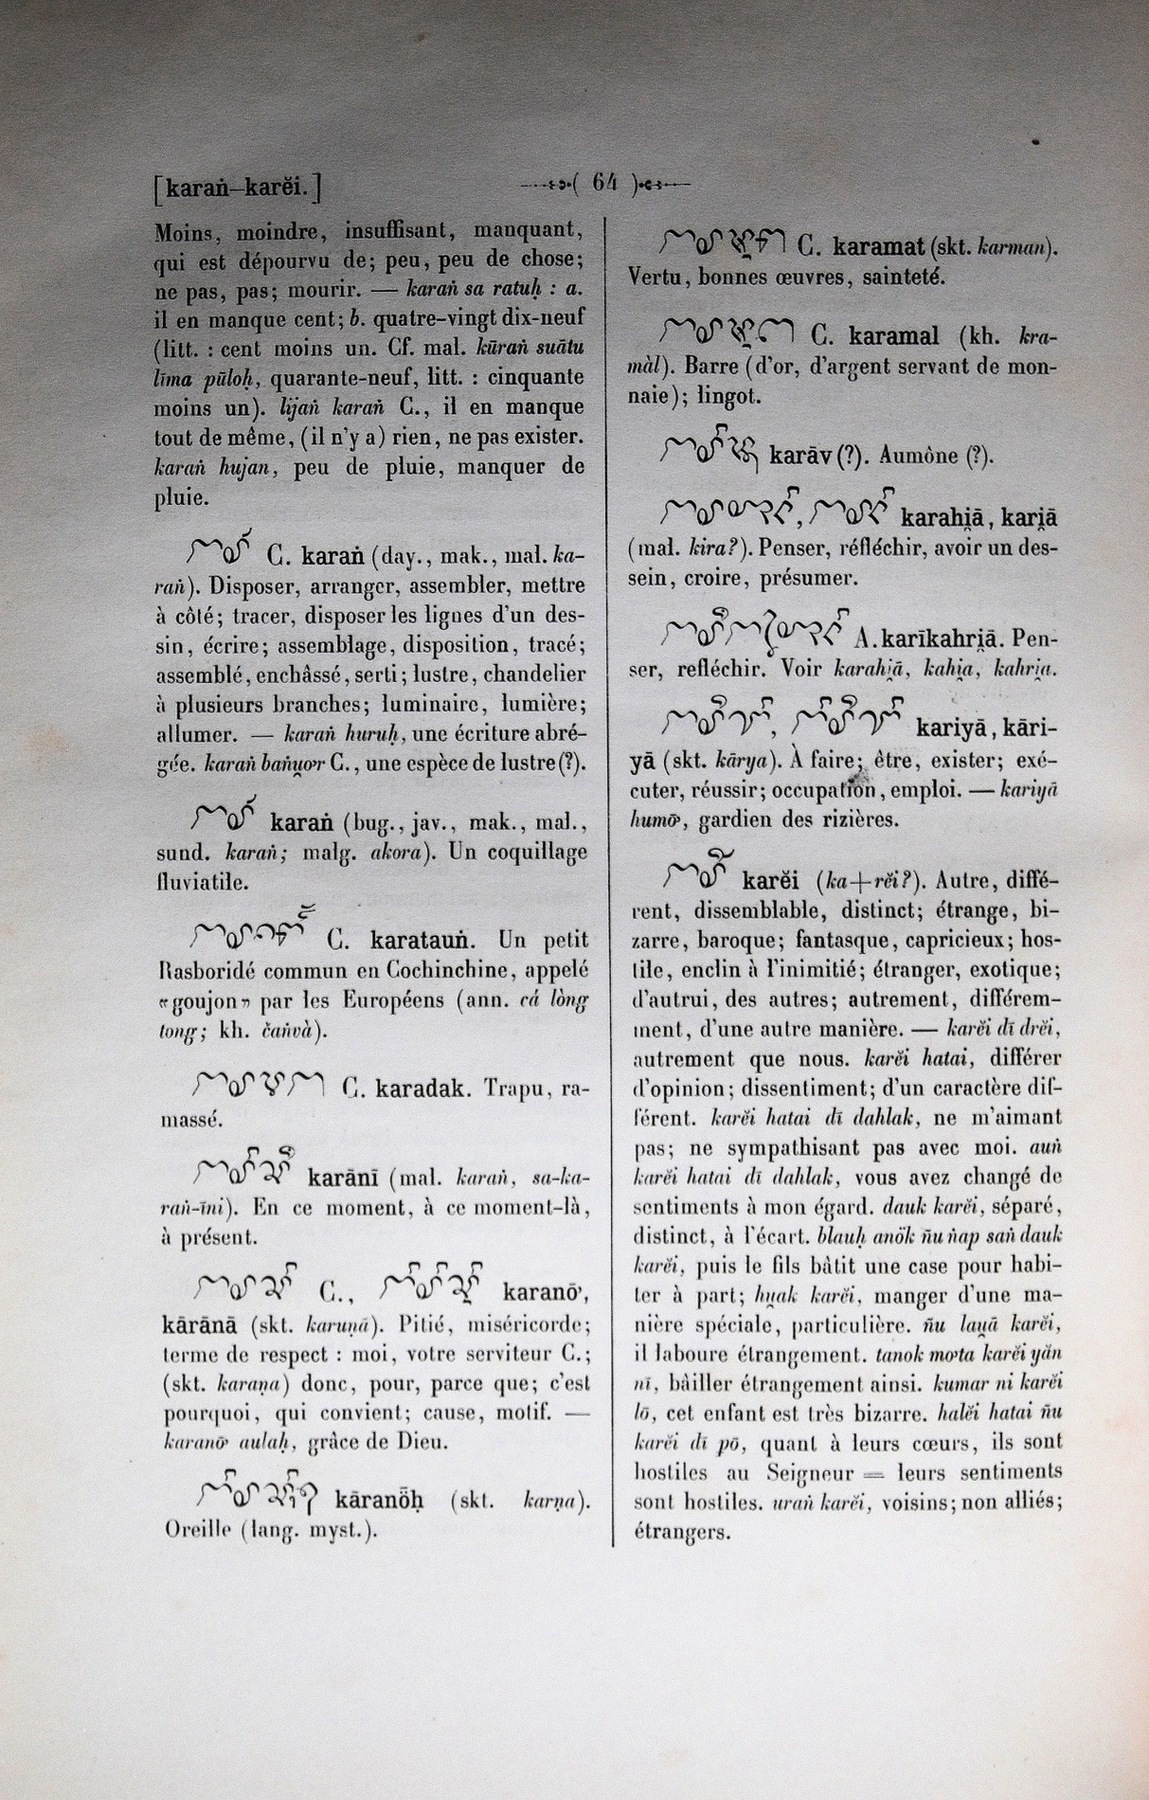 [karaṅ–karĕi.]
( 64 )
Moins, moindre, insuffisant, manquant,
qui est dépourvu de; peu, peu de chose;
ne pas, pas; mourir. — karaṅ sa ratuḥ : a.
il en manque cent; b. quatre-vingt dix-neuf
(litt. : cent moins un. Cf. mal. kūraṅ suātu
līma pūloḥ, quarante-neuf, litt. : cinquante
moins un). lijaṅ karaṅ C., il en manque
tout de même, (il n'y a) rien, ne pas exister.
karaṅ hujan, peu de pluie, manquer de
pluie.
C. karaṅ (day., mak., mal. ka-
raṅ). Disposer, arranger, assembler, mettre
à côté; tracer, disposer les lignes d'un des-
sin, écrire; assemblage, disposition, tracé;
assemblé, enchâssé, serti; lustre, chandelier
à plusieurs branches; luminaire, lumière;
allumer. — karaṅ huruḥ, une écriture abré-
gée. karaṅ C., une espèce de lustre (?).
karaṅ (bug., jav., mak., mal.,
sund. karaṅ; malg. akora). Un coquillage
fluviatile.
C. karatauṅ. Un petit
Rasboridé commun en Cochinchine, appelé
«goujon» par les Européens (ann. cá lòng
tong; kh. čaṅvà).
C. karadak. Trapu, ra-
massé.
karānī (mal. karaṅ, sa-ka-
raṅ-īni). En ce moment, à ce moment-là,
à présent.
C., karanō',
kārānā (skt. karuṇā). Pitié, miséricorde;
terme de respect : moi, votre serviteur C.;
(skt. karaṇa) donc, pour, parce que; c'est
pourquoi, qui convient; cause, motif. —
karanō' aulaḥ, grâce de Dieu.
kāranŏ̄ḥ (skt. karṇa).
Oreille (lang. myst.).
C. karamat (skt. karman).
Vertu, bonnes œuvres, sainteté.
C. karamal (kh. kra-
màl). Barre (d'or, d'argent servant de mon-
naie); lingot.
karāv (?). Aumône (?).
karahi̯ā, kari̯ā
(mal. kira?). Penser, réfléchir, avoir un des-
sein, croire, présumer.
A. karīkahri̯ā. Pen-
ser, refléchir. Voir karahi̯ā, kahi̯a, kahri̯a.
kariyā, kāri-
yā (skt. kārya). À faire; être, exister; exé-
cuter, réussir; occupation, emploi. — kariyā
humō', gardien des rizières.
karĕi (ka+rĕi?). Autre, diffé-
rent, dissemblable, distinct; étrange, bi-
zarre, baroque; fantasque, capricieux; hos-
tile, enclin à l'inimitié; étranger, exotique;
d'autrui, des autres; autrement, différem-
ment, d'une autre manière. — karĕi dī drĕi,
autrement que nous. karĕi hatai, différer
d'opinion; dissentiment; d'un caractère dif-
férent. karĕi hatai dī dahlak, ne m'aimant
pas; ne sympathisant pas avec moi. auṅ
karĕi hatai dī dahlak, vous avez changé de
sentiments à mon égard. dauk karĕi, séparé,
distinct, à l'écart. blauḥ anŏ̈k ñu ṅap saṅ dauk
karĕi, puis le fils bâtit une case pour habi-
ter à part; hu̯ak karĕi, manger d'une ma-
nière spéciale, particulière. ñu lau̯ā karĕi,
il laboure étrangement. tanok mo'ta karĕi yăn
nī, bâiller étrangement ainsi. kumar ni karĕi
lō, cet enfant est très bizarre. halĕi hatai ñu
karĕi dī pō, quant à leurs cœurs, ils sont
hostiles au Seigneur = leurs sentiments
sont hostiles. uraṅ karĕi, voisins; non alliés;
étrangers.